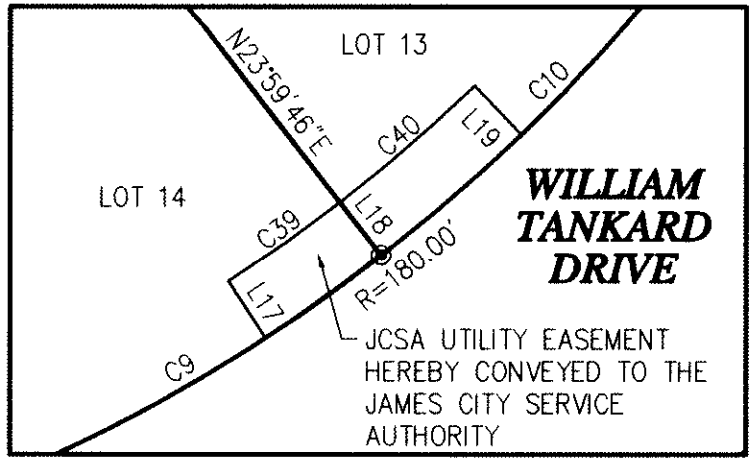 LOT 13
N23°59'46"E
C10
C40
L19
LOT 14
C39
L18
WILLIAM
TANKARD
DRIVE
R=180.00'
L17
C9
JCSA UTILITY EASEMENT
HEREBY CONVEYED TO THE
JAMES CITY SERVICE
AUTHORITY